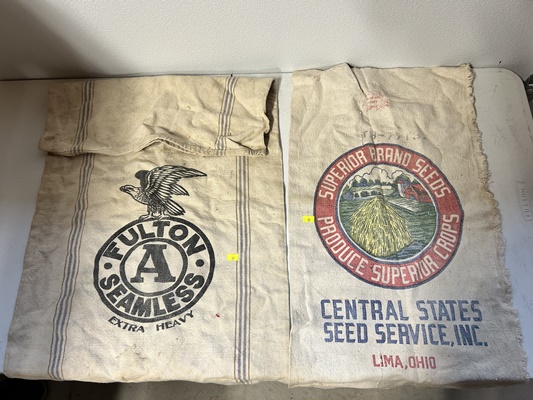 FULTON
A
SEAMLESS
EXTRA HEAVY
SUPERIOR BRAND SEEDS
PRODUCE SUPERIOR CROPS
CENTRAL STATES
SEED SERVICE, INC.
LIMA, OHIO